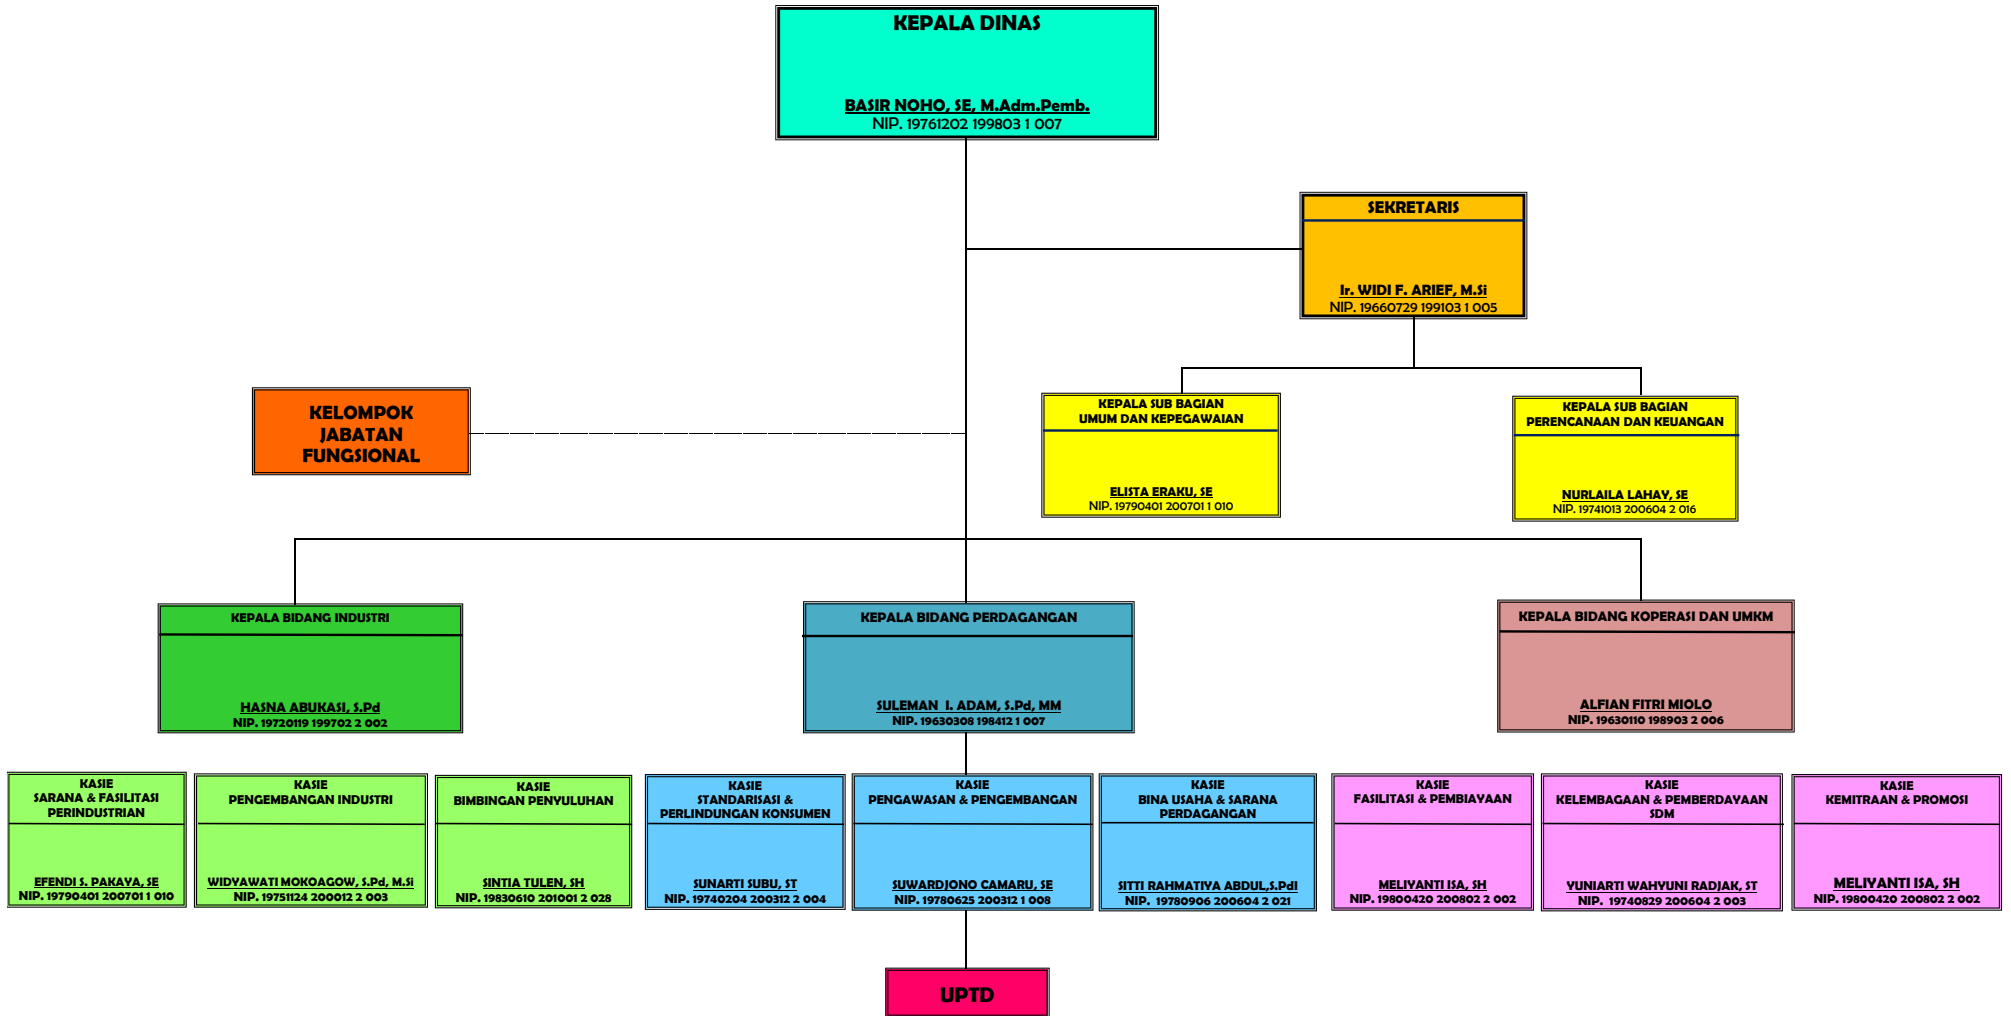 KEPALA DINAS
BASIR NOHO, SE, M.Adm.Pemb.
NIP. 19761202 199803 1 007
SEKRETARIS
Ir. WIDI F. ARIEF, M.Si
NIP. 19660729 199103 1 005
KELOMPOK
JABATAN
FUNGSIONAL
KEPALA SUB BAGIAN
UMUM DAN KEPEGAWAIAN
ELISTA ERAKU, SE
NIP. 19790401 200701 1 010
KEPALA SUB BAGIAN
PERENCANAAN DAN KEUANGAN
NURLAILA LAHAY, SE
NIP. 19741013 200604 2 016
KEPALA BIDANG INDUSTRI
HASNA ABUKASI, S.Pd
NIP. 19720119 199702 2 002
KEPALA BIDANG PERDAGANGAN
SULEMAN I. ADAM, S.Pd, MM
NIP. 19630308 198412 1 007
KEPALA BIDANG KOPERASI DAN UMKM
ALFIAN FITRI MIOLO
NIP. 19630110 198903 2 006
KASIE
SARANA & FASILITASI
PERINDUSTRIAN
EFENDI S. PAKAYA, SE
NIP. 19790401 200701 1 010
KASIE
PENGEMBANGAN INDUSTRI
WIDYAWATI MOKOAGOW, S.Pd, M.Si
NIP. 19751124 200012 2 003
KASIE
BIMBINGAN PENYULUHAN
SINTIA TULEN, SH
NIP. 19830610 201001 2 028
KASIE
STANDARISASI &
PERLINDUNGAN KONSUMEN
SUNARTI SUBU, ST
NIP. 19740204 200312 2 004
KASIE
PENGAWASAN & PENGEMBANGAN
SUWARDJONO CAMARU, SE
NIP. 19780625 200312 1 008
KASIE
BINA USAHA & SARANA
PERDAGANGAN
SITTI RAHMATIYA ABDUL,S.PdI
NIP. 19780906 200604 2 021
KASIE
FASILITASI & PEMBIAYAAN
MELIYANTI ISA, SH
NIP. 19800420 200802 2 002
KASIE
KELEMBAGAAN & PEMBERDAYAAN
SDM
YUNIARTI WAHYUNI RADJAK, ST
NIP. 19740829 200604 2 003
KASIE
KEMITRAAN & PROMOSI
MELIYANTI ISA, SH
NIP. 19800420 200802 2 002
UPTD